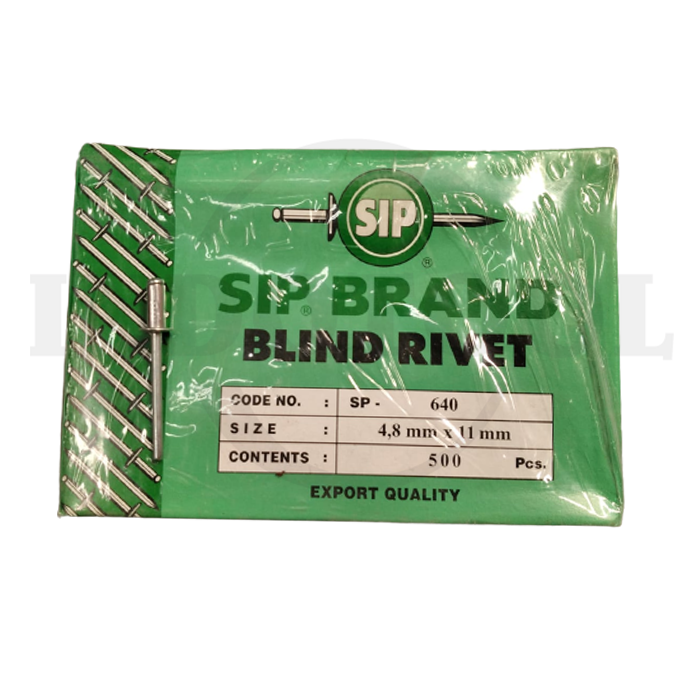 SIP
®
SIP® BRAND
BLIND RIVET
CODE NO. : SP - 640
SIZE : 4,8 mm x 11 mm
CONTENTS : 500 Pcs.
EXPORT QUALITY